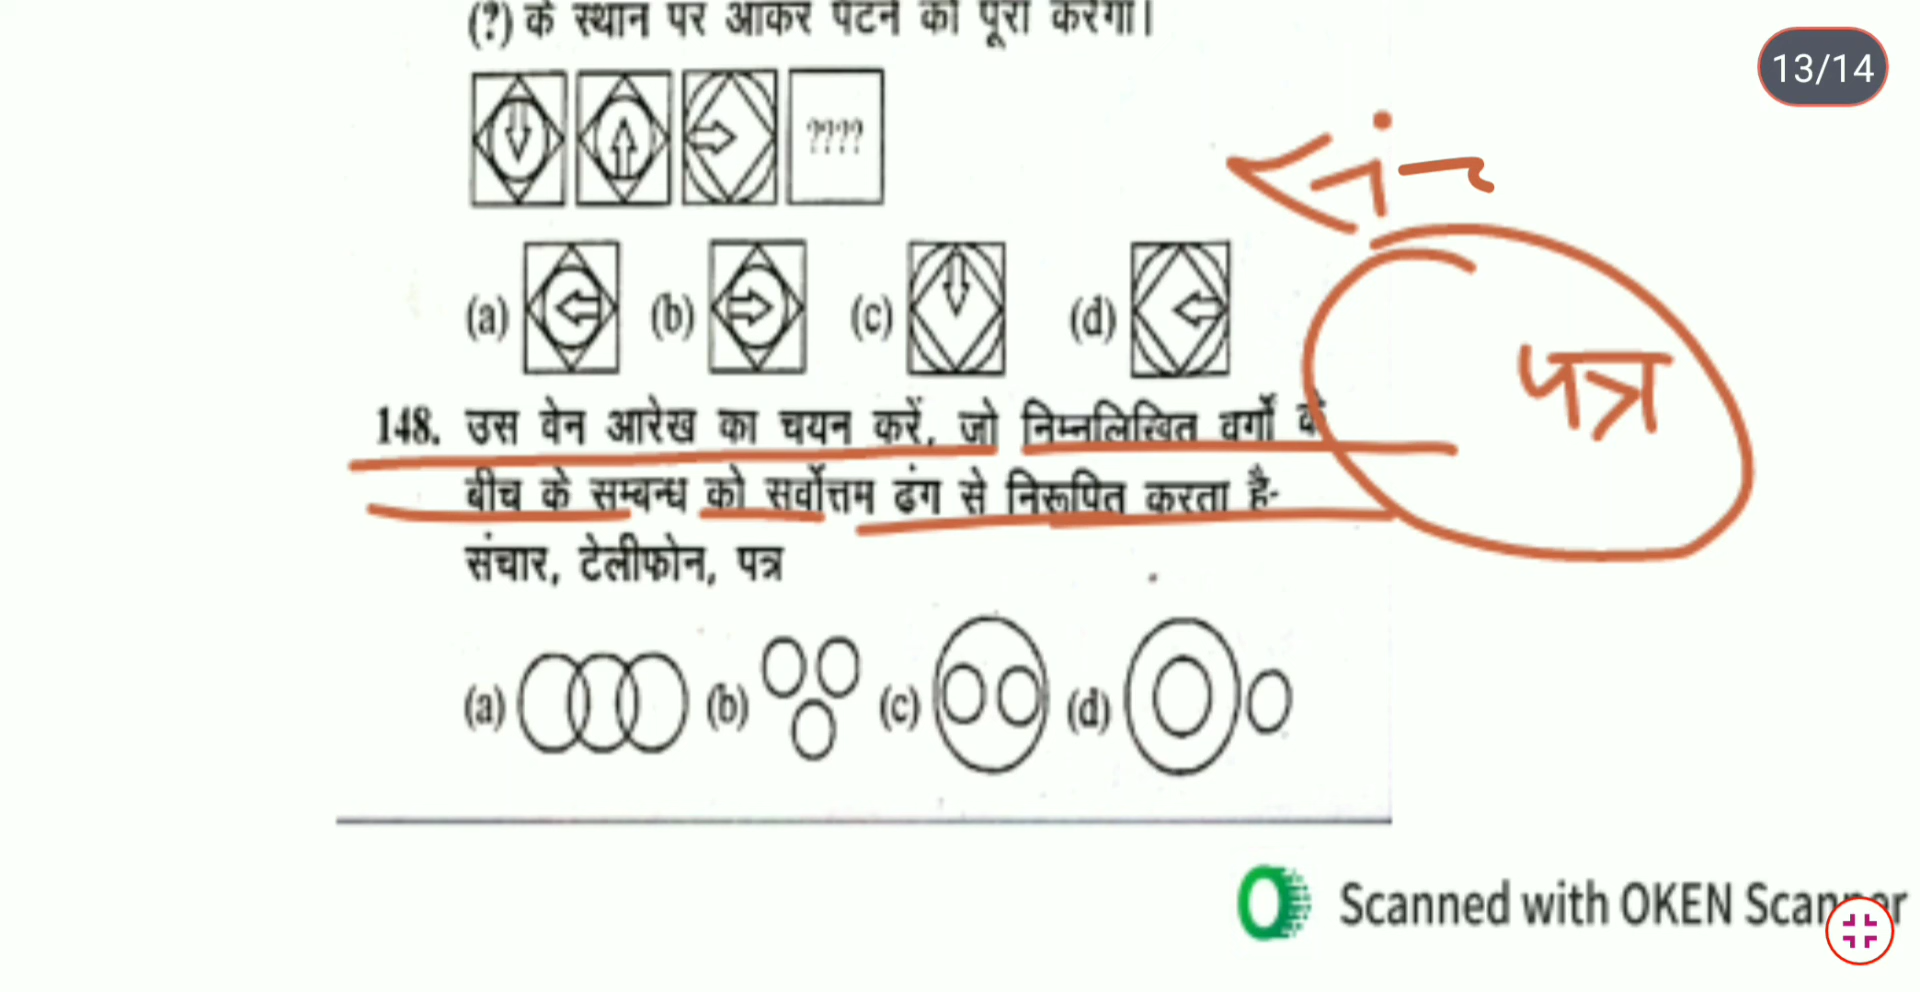 (?) के स्थान पर आकर पैटर्न को पूरा करेगा।
13/14
????
(a) (b) (c) (d)
148. उस वेन आरेख का चयन करें, जो निम्नलिखित वर्गों के
बीच के सम्बन्ध को सर्वोत्तम ढंग से निरूपित करता है-
संचार, टेलीफोन, पत्र
(a) (b) (c) (d)
पत्र
Scanned with OKEN Scanner